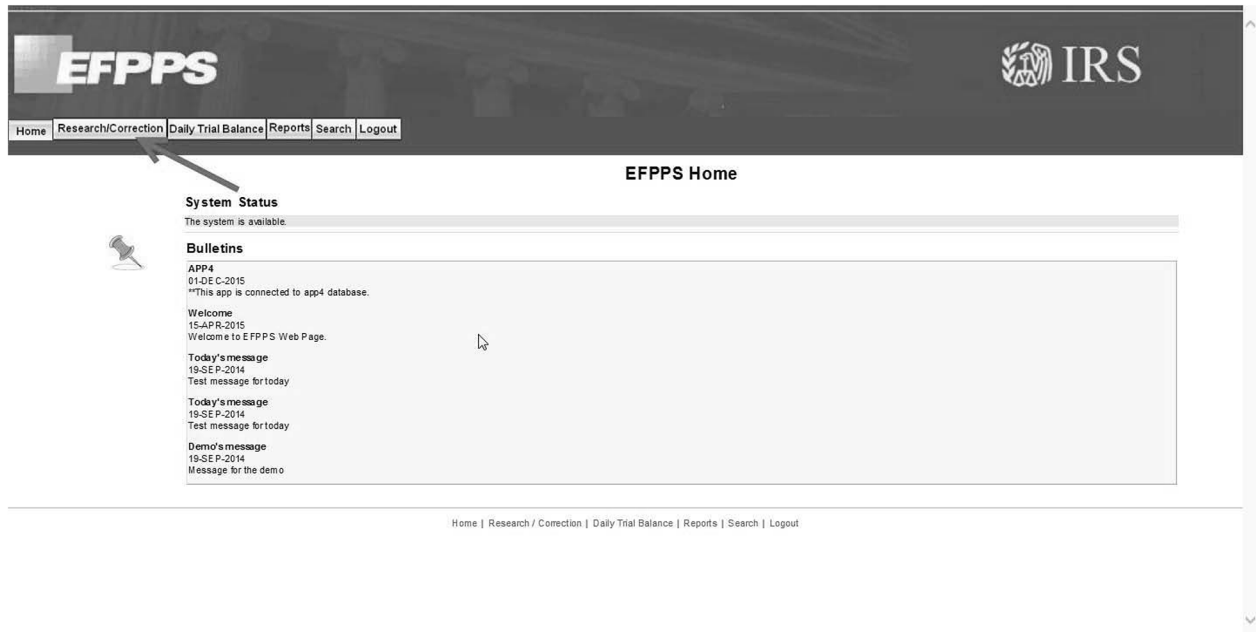 EFPPS
IRS
Home Research/Correction Daily Trial Balance Reports Search Logout
EFPPS Home
System Status
The system is available.
Bulletins
APP4
01-DEC-2015
**This app is connected to app4 database.
Welcome
15-APR-2015
Welcome to EFPPS Web Page.
Today's message
19-SEP-2014
Test message for today
Today's message
19-SEP-2014
Test message for today
Demo's message
19-SEP-2014
Message for the demo
Home | Research / Correction | Daily Trial Balance | Reports | Search | Logout